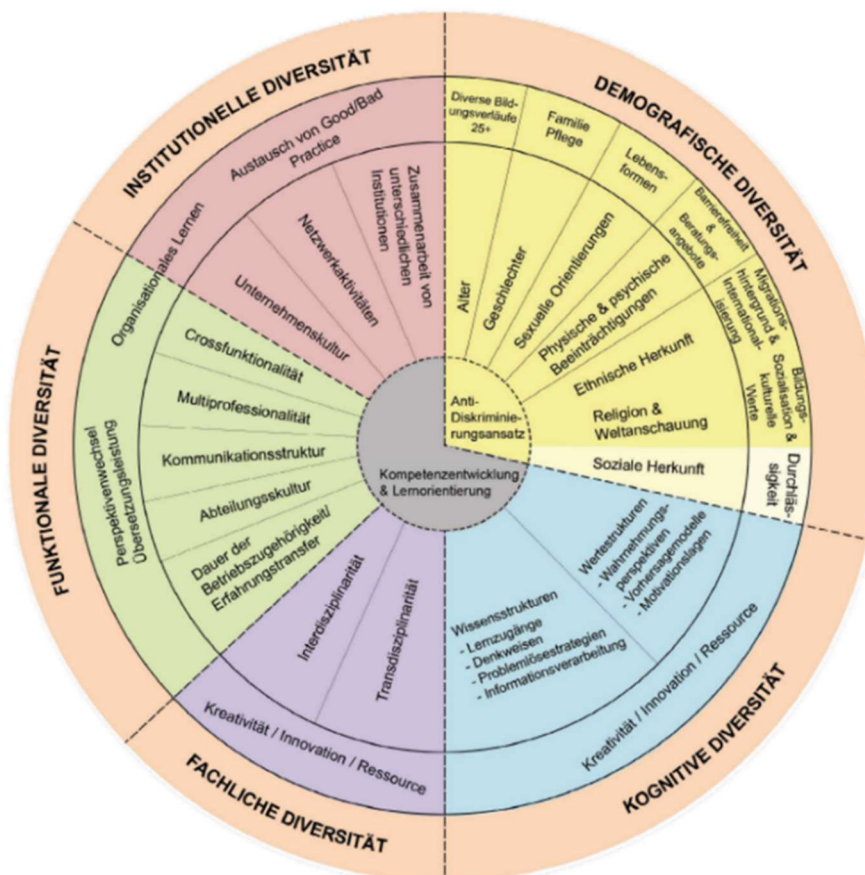 INSTITUTIONELLE DIVERSITÄT
Austausch von Good/Bad
Practice
Organisationales Lernen
Unternehmenskultur
Netzwerkaktivitäten
Zusammenarbeit von
unterschiedlichen
Institutionen
DEMOGRAFISCHE DIVERSITÄT
Diverse Bild-
ungsverläufe
25+
Familie
Pflege
Lebens-
formen
Barrierefreiheit
&
Beratungs-
angebote
Migrations-
hintergrund &
International-
isierung
Bildungs-
Sozialisation &
kulturelle
Werte
Durchläs-
sigkeit
Alter
Geschlechter
Sexuelle Orientierungen
Physische & psychische
Beeinträchtigungen
Ethnische Herkunft
Religion &
Weltanschauung
Soziale Herkunft
Anti-
Diskriminie-
rungsansatz
Kompetenzentwicklung
& Lernorientierung
KOGNITIVE DIVERSITÄT
Kreativität / Innovation / Ressource
Wertestrukturen
- Wahrnehmungs-
perspektiven
- Vorhersagemodelle
- Motivationslagen
Wissensstrukturen
- Lernzugänge
- Denkweisen
- Problemlösestrategien
- Informationsverarbeitung
FACHLICHE DIVERSITÄT
Kreativität / Innovation / Ressource
Interdisziplinarität
Transdisziplinarität
FUNKTIONALE DIVERSITÄT
Perspektivenwechsel
Übersetzungsleistung
Crossfunktionalität
Multiprofessionalität
Kommunikationsstruktur
Abteilungskultur
Dauer der
Betriebszugehörigkeit/
Erfahrungstransfer